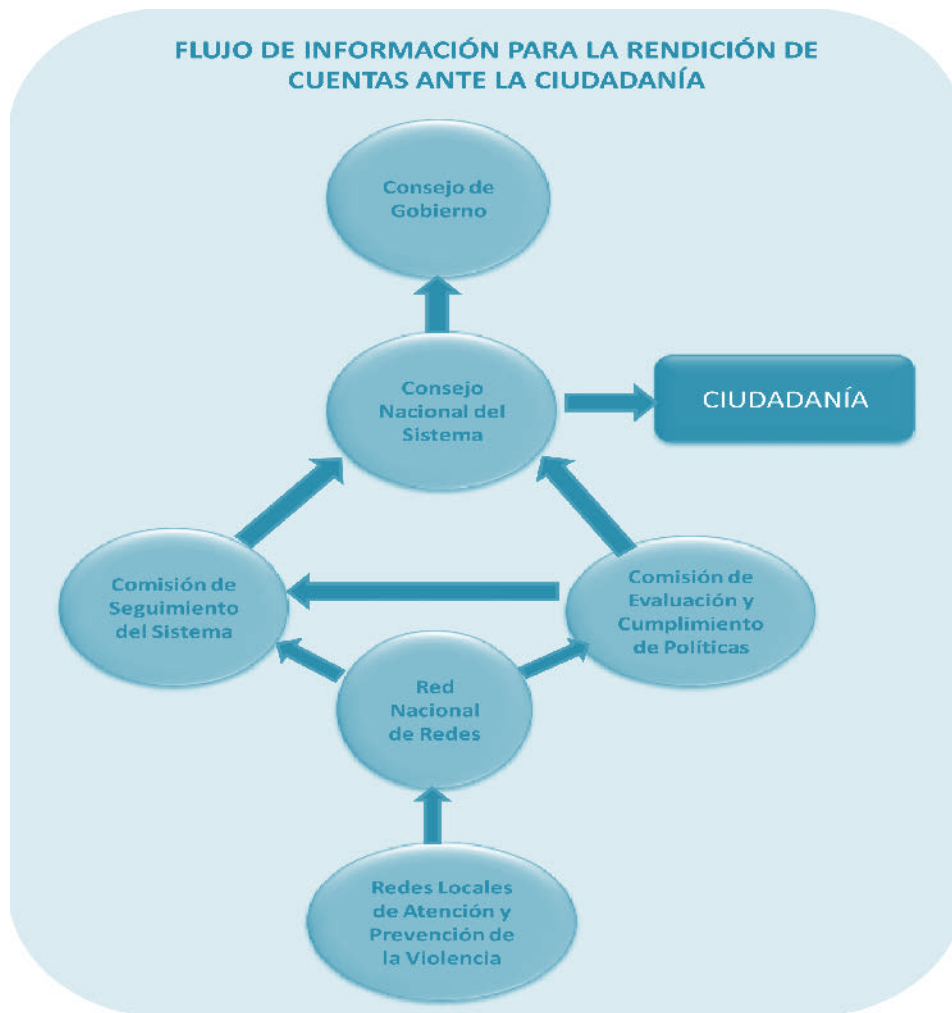 FLUJO DE INFORMACIÓN PARA LA RENDICIÓN DE
CUENTAS ANTE LA CIUDADANÍA
Consejo de
Gobierno
Consejo
Nacional del
Sistema
CIUDADANÍA
Comisión de
Seguimiento
del Sistema
Comisión de
Evaluación y
Cumplimiento
de Políticas
Red
Nacional
de Redes
Redes Locales
de Atención y
Prevención de
la Violencia